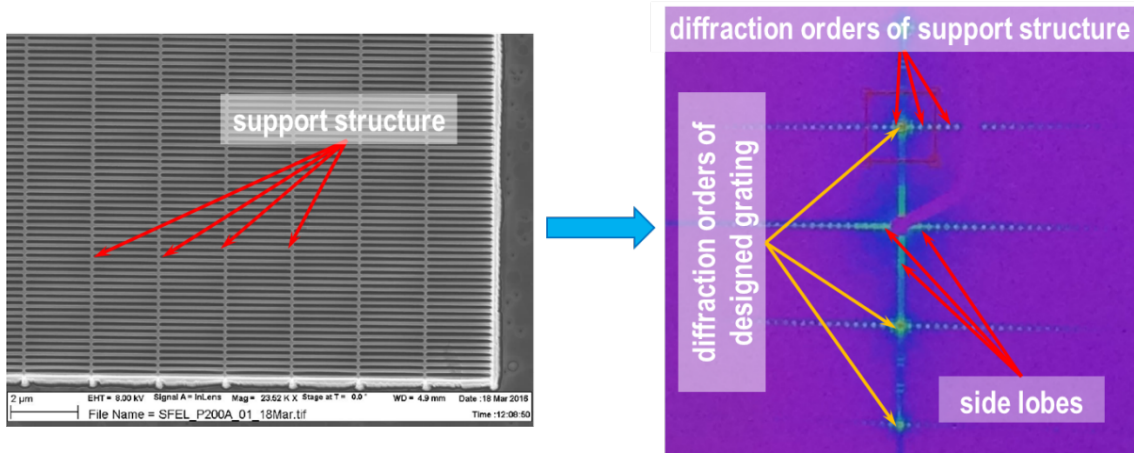 support structure
2 µm
EHT = 8.00 kV
Signal A = InLens
Mag = 23.52 K X
Stage at T = 0.0 °
WD = 4.9 mm
Date :18 Mar 2016
File Name = SFEL_P200A_01_18Mar.tif
Time :12:08:50
diffraction orders of support structure
diffraction orders of
designed grating
side lobes